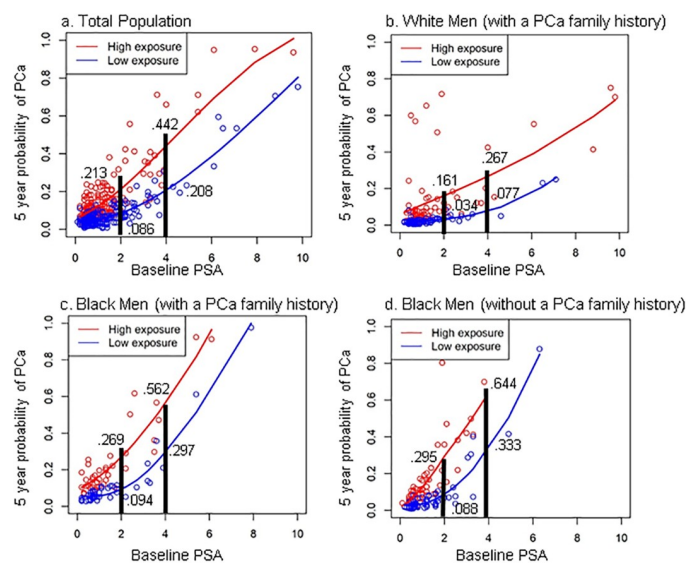 a. Total Population
High exposure
Low exposure
5 year probability of PCa
1.0
0.8
0.6
0.4
0.2
0.0
.213
.442
.086
.208
0 2 4 6 8 10
Baseline PSA
b. White Men (with a PCa family history)
High exposure
Low exposure
5 year probability of PCa
1.0
0.8
0.6
0.4
0.2
0.0
.161
.267
.034
.077
0 2 4 6 8 10
Baseline PSA
c. Black Men (with a PCa family history)
High exposure
Low exposure
5 year probability of PCa
1.0
0.8
0.6
0.4
0.2
0.0
.269
.562
.094
.297
0 2 4 6 8 10
Baseline PSA
d. Black Men (without a PCa family history)
High exposure
Low exposure
5 year probability of PCa
1.0
0.8
0.6
0.4
0.2
0.0
.295
.644
.088
.333
0 2 4 6 8 10
Baseline PSA